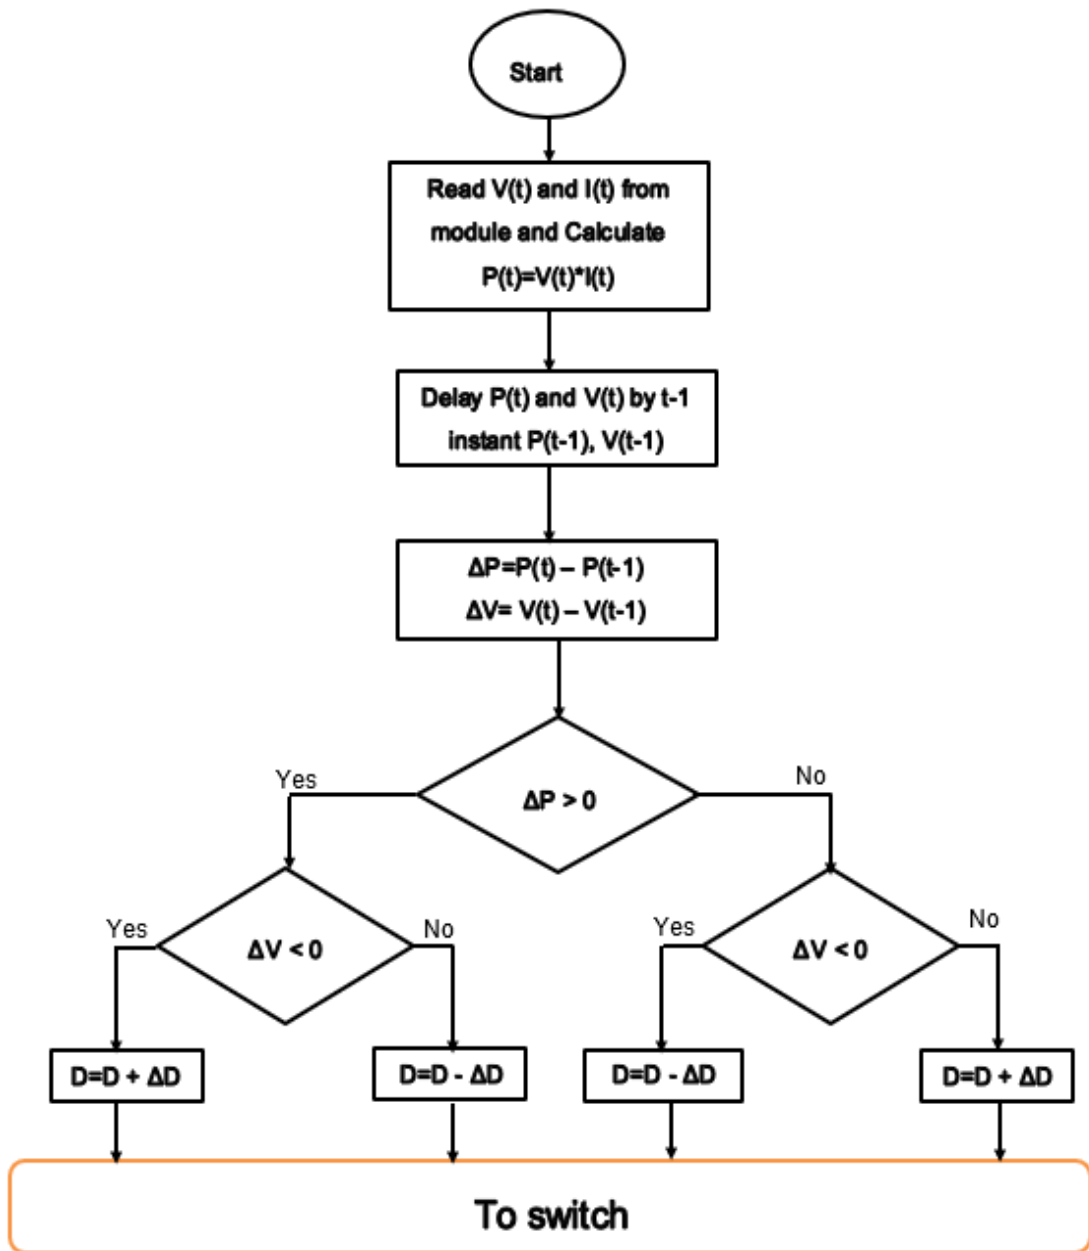 Start
Read V(t) and I(t) from
module and Calculate
P(t)=V(t)*I(t)
Delay P(t) and V(t) by t-1
instant P(t-1), V(t-1)
ΔP=P(t) – P(t-1)
ΔV= V(t) – V(t-1)
ΔP > 0
Yes
No
ΔV < 0
Yes
No
ΔV < 0
Yes
No
D=D + ΔD
D=D - ΔD
D=D - ΔD
D=D + ΔD
To switch